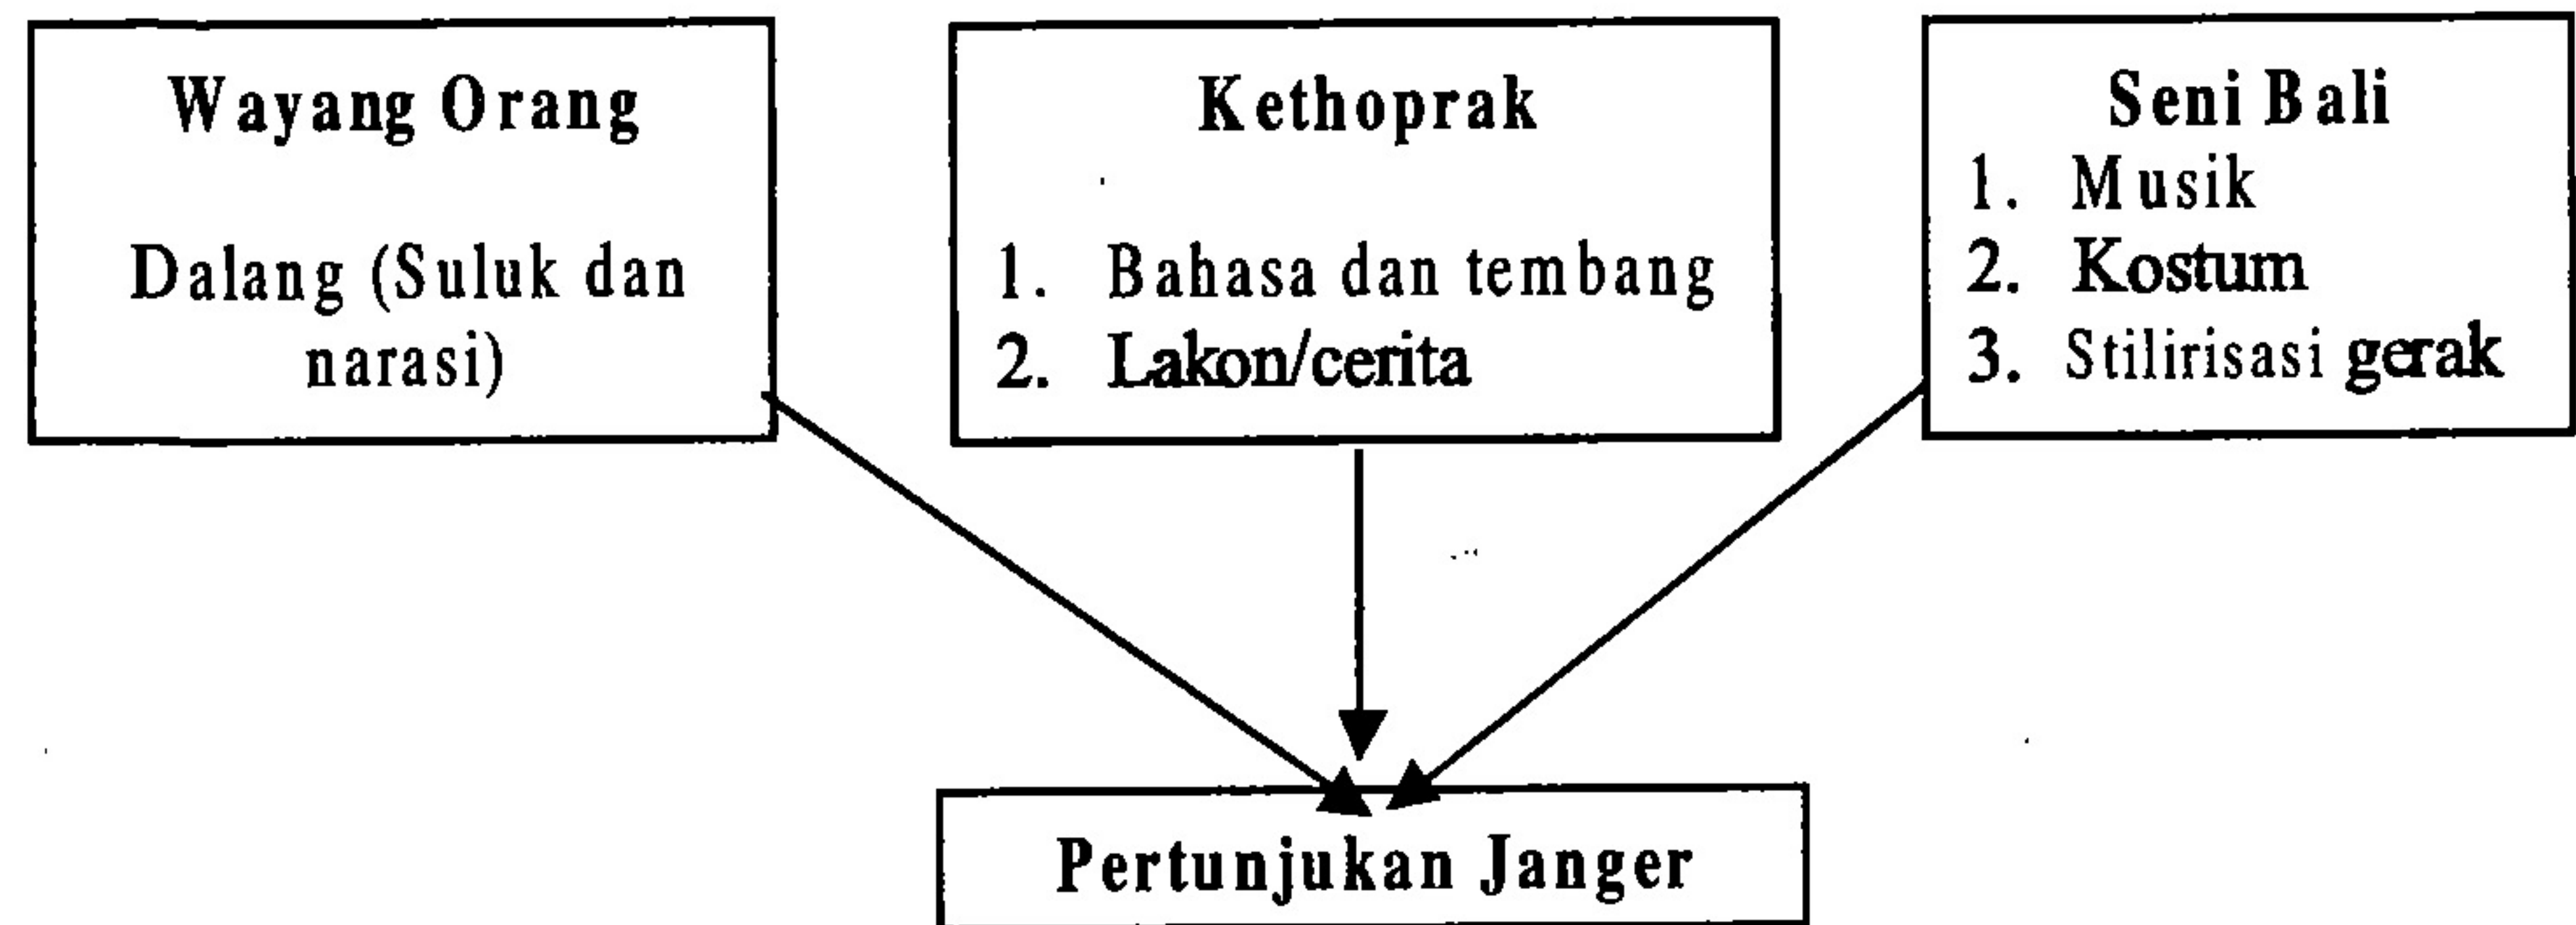 Wayang Orang
Dalang (Suluk dan
narasi)
Kethoprak
1. Bahasa dan tembang
2. Lakon/cerita
Seni Bali
1. Musik
2. Kostum
3. Stilirisasi gerak
Pertunjukan Janger